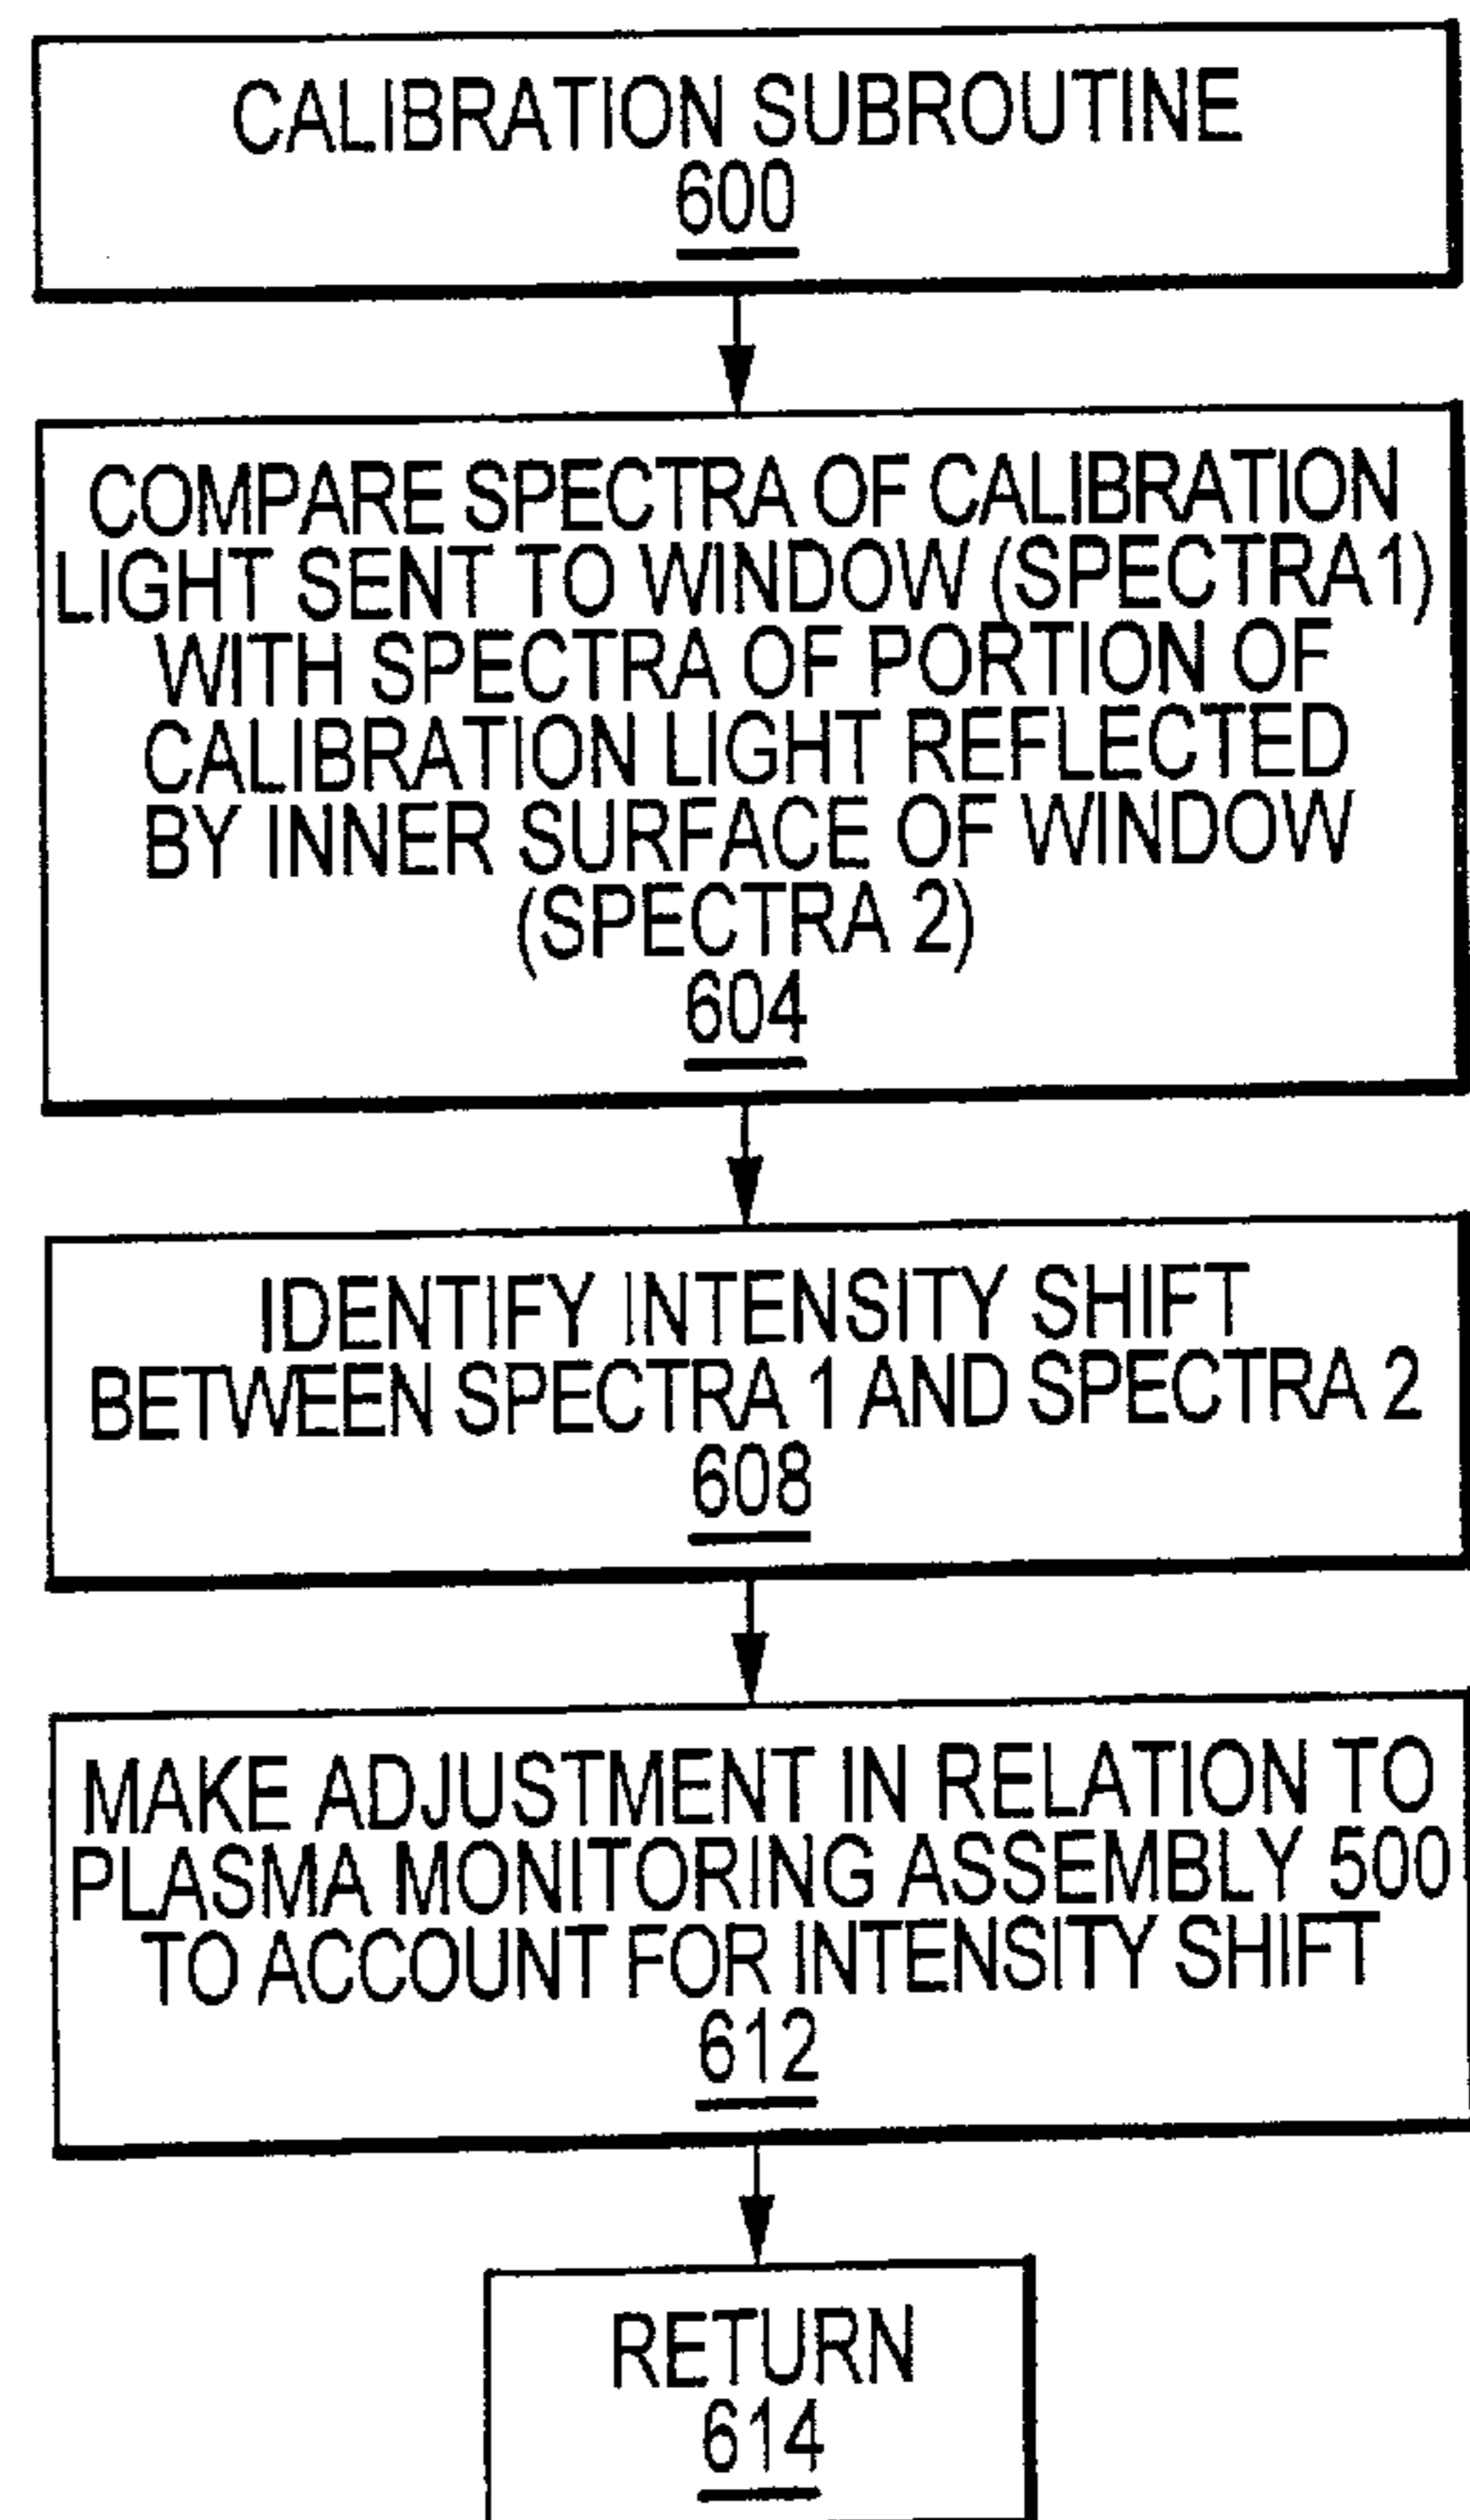 CALIBRATION SUBROUTINE
600
COMPARE SPECTRA OF CALIBRATION
LIGHT SENT TO WINDOW (SPECTRA1)
WITH SPECTRA OF PORTION OF
CALIBRATION LIGHT REFLECTED
BY INNER SURFACE OF WINDOW
(SPECTRA 2)
604
IDENTIFY INTENSITY SHIFT
BETWEEN SPECTRA 1 AND SPECTRA 2
608
MAKE ADJUSTMENT IN RELATION TO
PLASMA MONITORING ASSEMBLY 500
TO ACCOUNT FOR INTENSITY SHIFT
612
RETURN
614